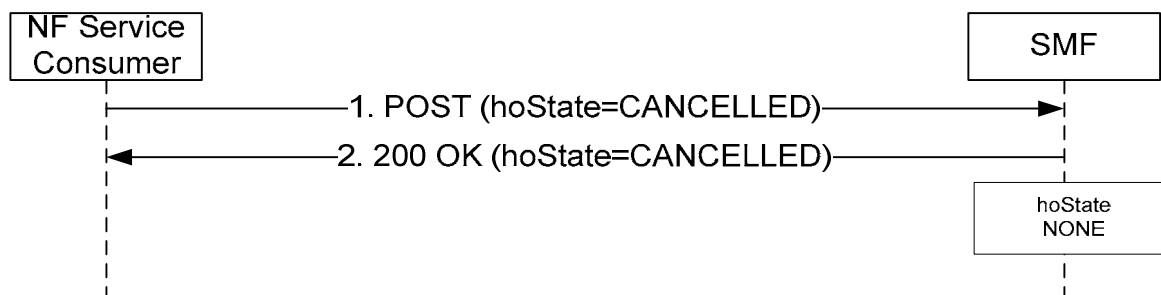 NF Service
Consumer
SMF
1. POST (hoState=CANCELLED)
2. 200 OK (hoState=CANCELLED)
hoState
NONE